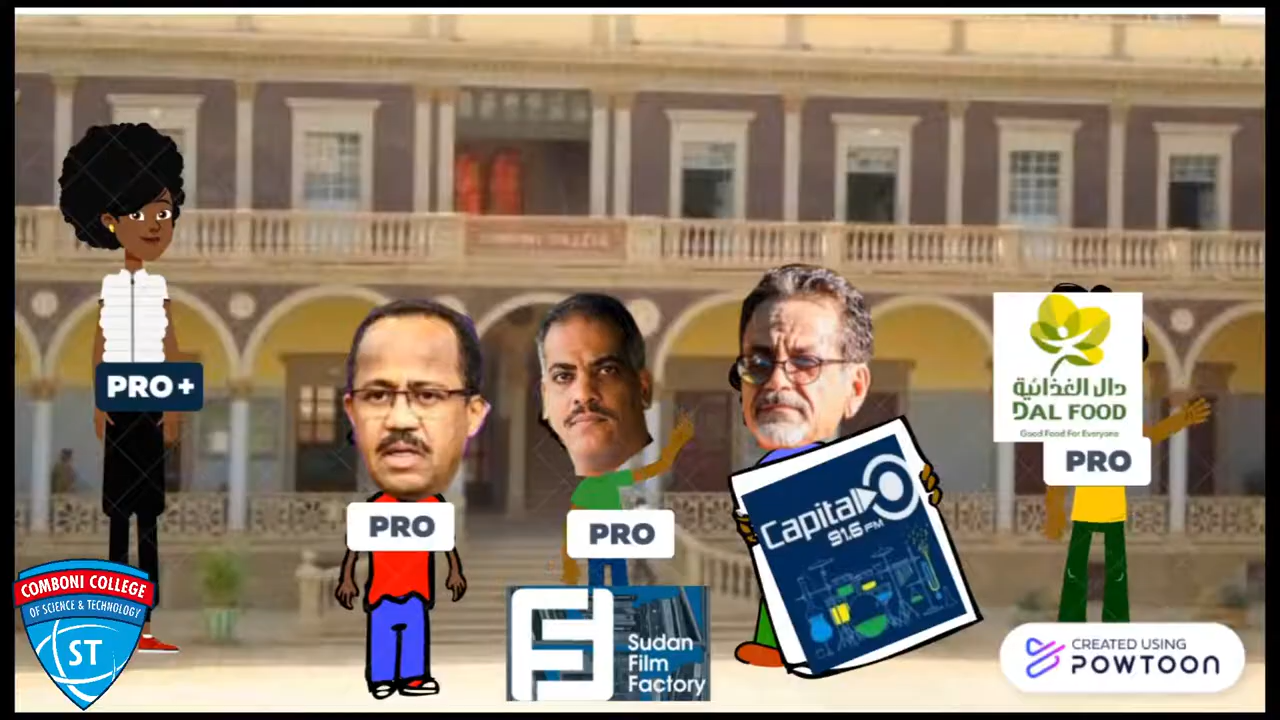 PRO+
PRO
PRO
Capital
91.6 FM
دال الغذائية
DAL FOOD
Good Food For Everyone
PRO
COMBONI COLLEGE
OF SCIENCE & TECHNOLOGY
ST
Sudan
Film
Factory
CREATED USING
POWTOON